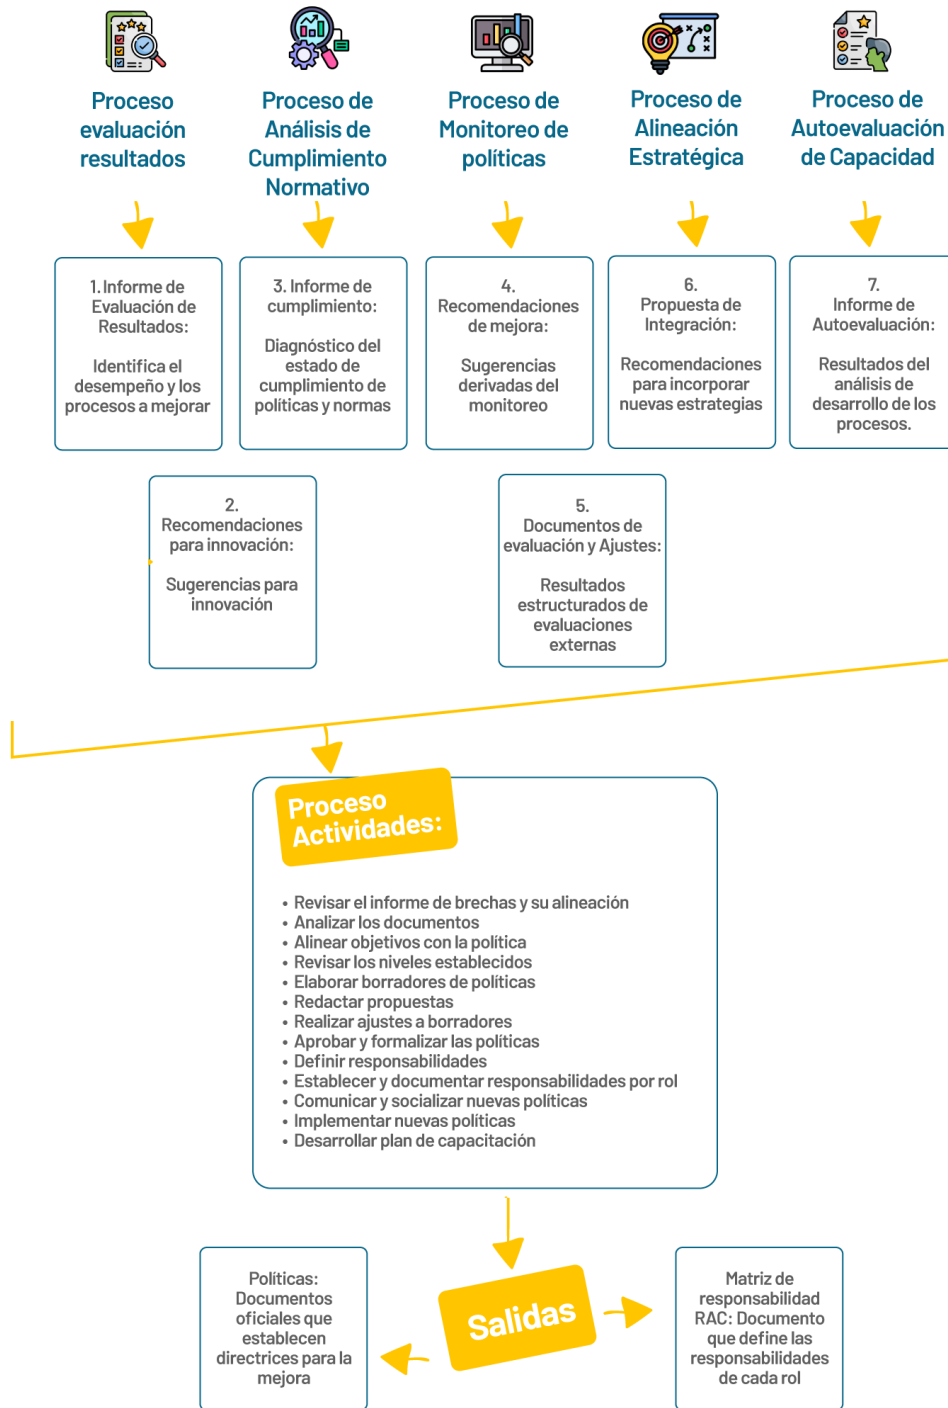 Proceso
evaluación
resultados
Proceso de
Análisis de
Cumplimiento
Normativo
Proceso de
Monitoreo de
políticas
Proceso de
Alineación
Estratégica
Proceso de
Autoevaluación
de Capacidad
1. Informe de
Evaluación de
Resultados:
Identifica el
desempeño y los
procesos a mejorar
3. Informe de
cumplimiento:
Diagnóstico del
estado de
cumplimiento de
políticas y normas
4.
Recomendaciones
de mejora:
Sugerencias
derivadas del
monitoreo
6.
Propuesta de
Integración:
Recomendaciones
para incorporar
nuevas estrategias
7.
Informe de
Autoevaluación:
Resultados del
análisis de
desarrollo de los
procesos.
2.
Recomendaciones
para innovación:
Sugerencias para
innovación
5.
Documentos de
evaluación y Ajustes:
Resultados
estructurados de
evaluaciones
externas
Proceso
Actividades:
• Revisar el informe de brechas y su alineación
• Analizar los documentos
• Alinear objetivos con la política
• Revisar los niveles establecidos
• Elaborar borradores de políticas
• Redactar propuestas
• Realizar ajustes a borradores
• Aprobar y formalizar las políticas
• Definir responsabilidades
• Establecer y documentar responsabilidades por rol
• Comunicar y socializar nuevas políticas
• Implementar nuevas políticas
• Desarrollar plan de capacitación
Políticas:
Documentos
oficiales que
establecen
directrices para la
mejora
Salidas
Matriz de
responsabilidad
RAC: Documento
que define las
responsabilidades
de cada rol